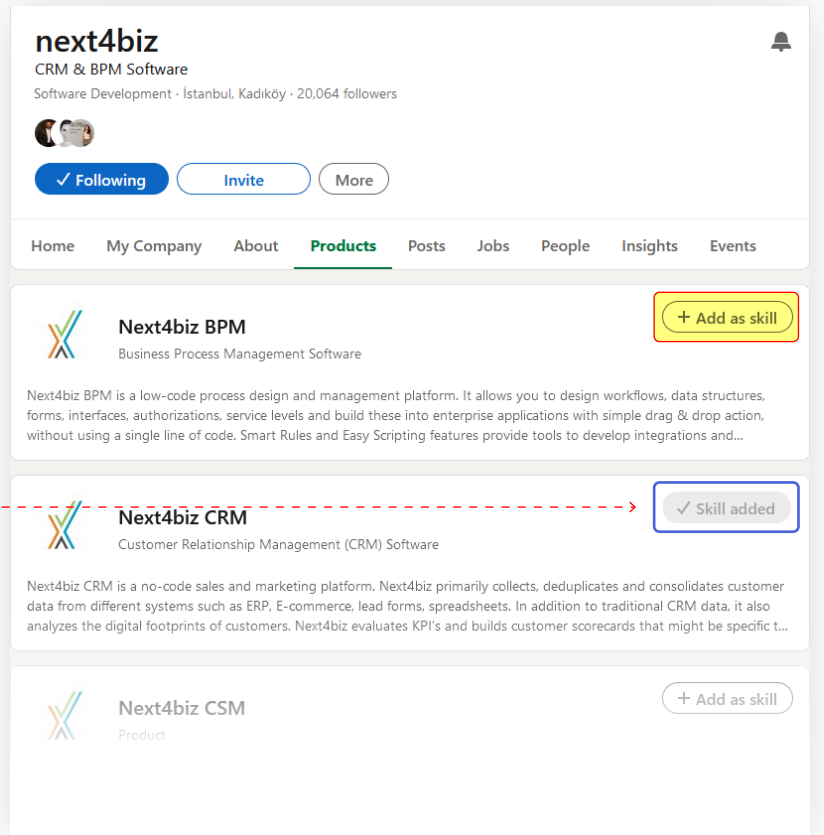 next4biz
CRM & BPM Software
Software Development · İstanbul, Kadıköy · 20,064 followers
✓ Following
Invite
More
Home
My Company
About
Products
Posts
Jobs
People
Insights
Events
Next4biz BPM
+ Add as skill
Business Process Management Software
Next4biz BPM is a low-code process design and management platform. It allows you to design workflows, data structures,
forms, interfaces, authorizations, service levels and build these into enterprise applications with simple drag & drop action,
without using a single line of code. Smart Rules and Easy Scripting features provide tools to develop integrations and...
Next4biz CRM
✓ Skill added
Customer Relationship Management (CRM) Software
Next4biz CRM is a no-code sales and marketing platform. Next4biz primarily collects, deduplicates and consolidates customer
data from different systems such as ERP, E-commerce, lead forms, spreadsheets. In addition to traditional CRM data, it also
analyzes the digital footprints of customers. Next4biz evaluates KPI's and builds customer scorecards that might be specific t...
Next4biz CSM
+ Add as skill
Product